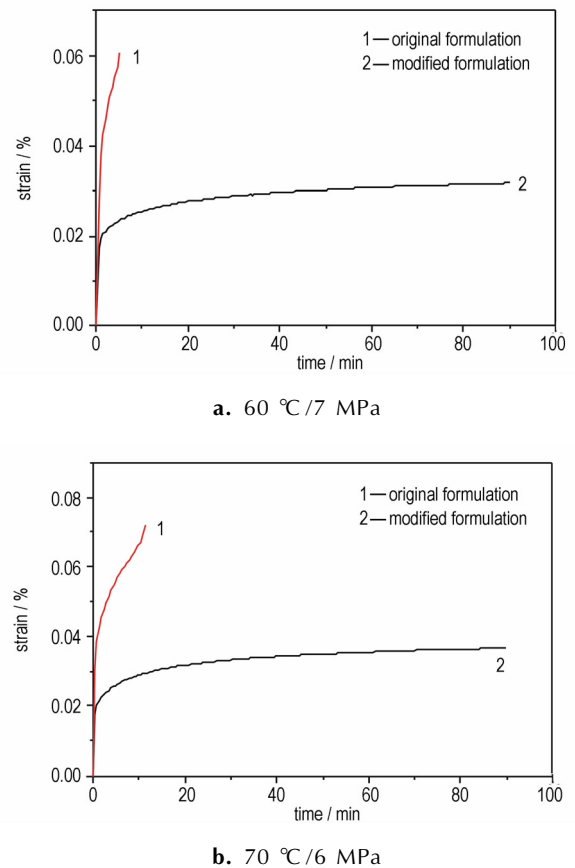 1 — original formulation
2 — modified formulation
0.06
0.04
0.02
0.00
strain / %
1
2
0 20 40 60 80 100
time / min
a. 60 ℃/7 MPa
1 — original formulation
2 — modified formulation
0.08
0.06
0.04
0.02
0.00
strain / %
1
2
0 20 40 60 80 100
time / min
b. 70 ℃/6 MPa